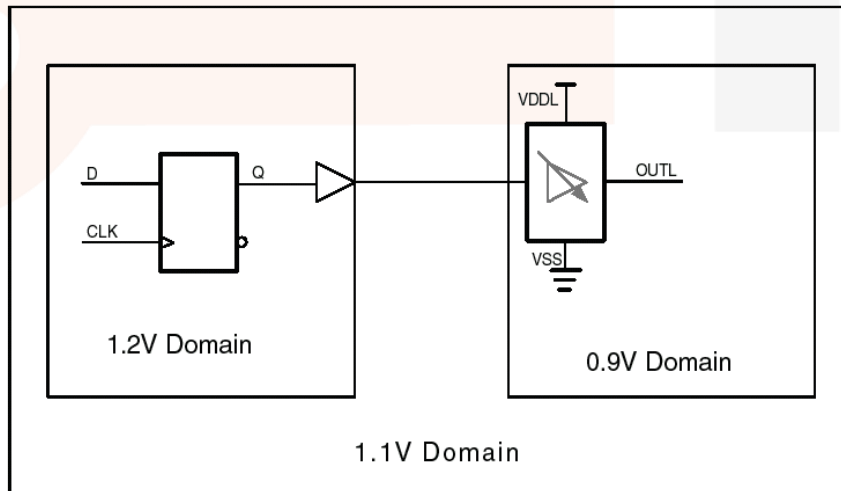 VDDL
D
Q
OUTL
CLK
VSS
1.2V Domain
0.9V Domain
1.1V Domain